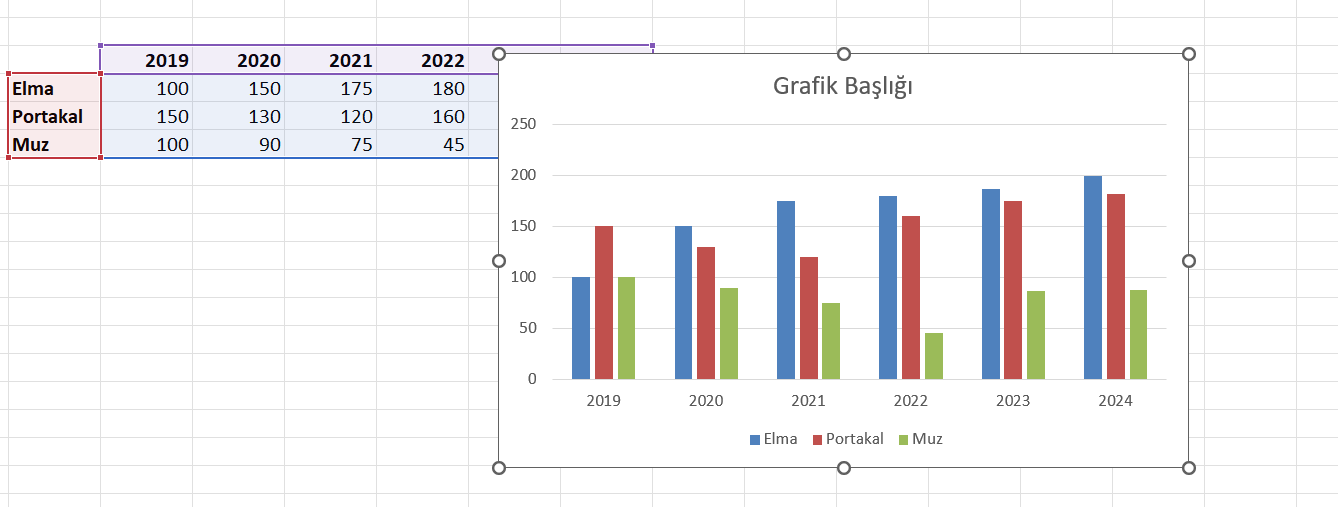 2019 2020 2021 2022
Elma 100 150 175 180
Portakal 150 130 120 160
Muz 100 90 75 45
Grafik Başlığı
250
200
150
100
50
0
2019 2020 2021 2022 2023 2024
Elma Portakal Muz